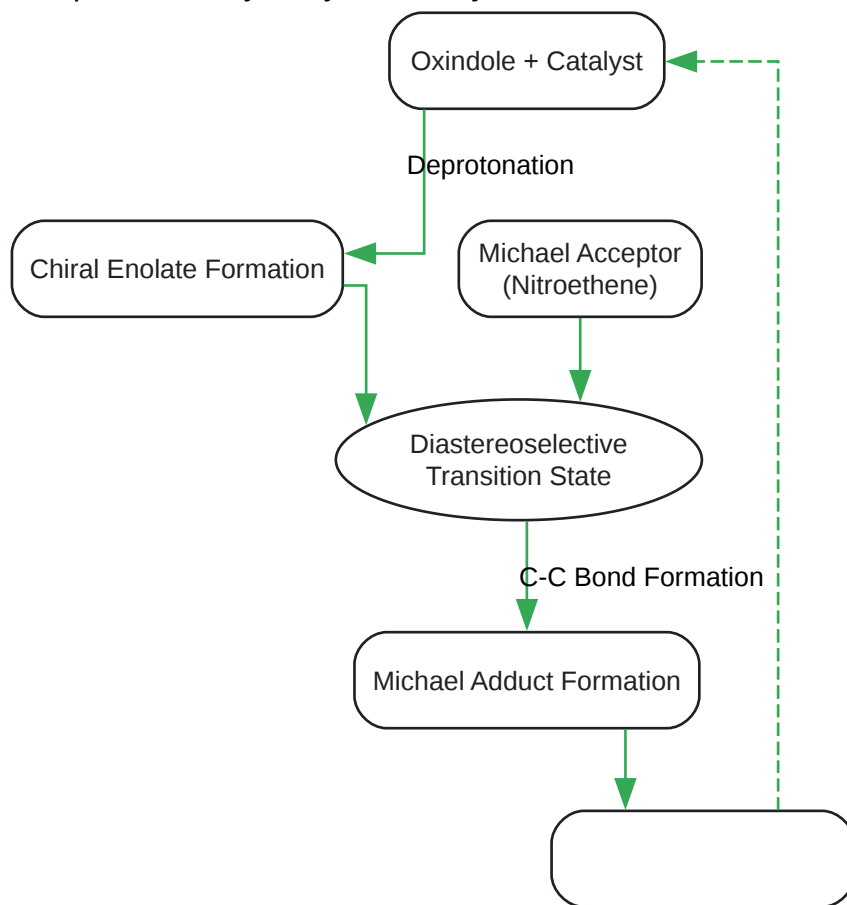 Oxindole + Catalyst
Deprotonation
Chiral Enolate Formation
Michael Acceptor
(Nitroethene)
Diastereoselective
Transition State
C-C Bond Formation
Michael Adduct Formation